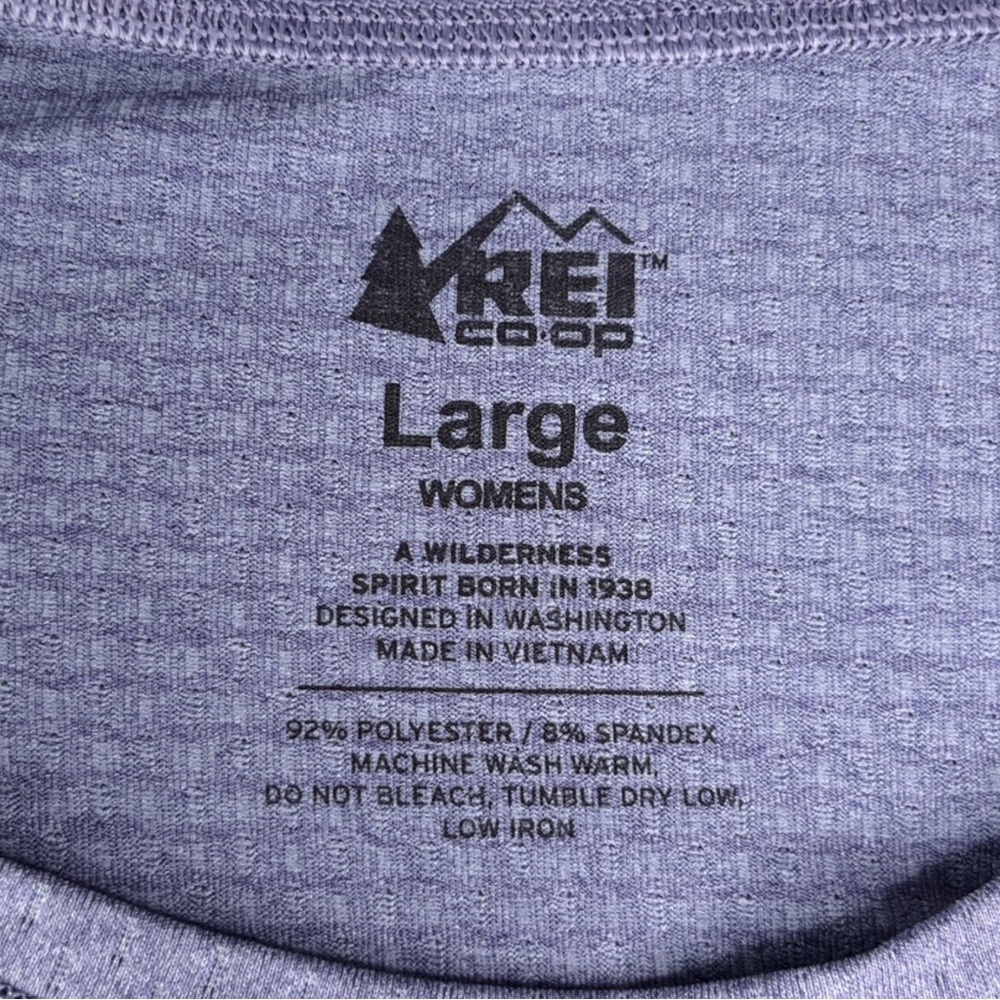 REI™
CO·OP
Large
WOMENS
A WILDERNESS
SPIRIT BORN IN 1938
DESIGNED IN WASHINGTON
MADE IN VIETNAM
92% POLYESTER / 8% SPANDEX
MACHINE WASH WARM,
DO NOT BLEACH, TUMBLE DRY LOW,
LOW IRON